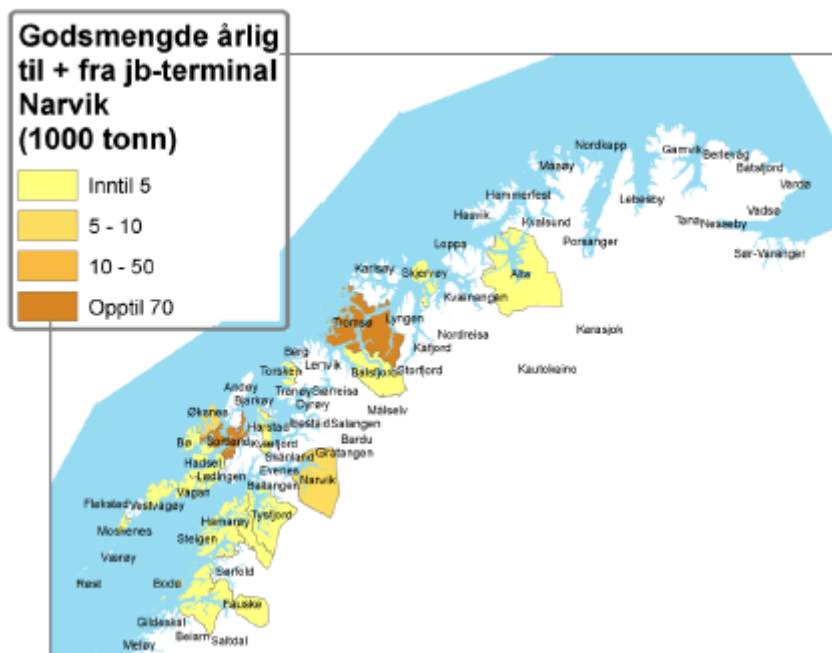 Godsmengde årlig
til + fra jb-terminal
Narvik
(1000 tonn)
Inntil 5
5 - 10
10 - 50
Opptil 70
Nordkapp
Gamvik
Berlevåg
Båtsfjord
Måsøy
Vardø
Hammerfest
Lebesby
Hasvik
Kvalsund
Tana
Nesseby
Vadsø
Loppa
Porsanger
Sør-Varanger
Karlsøy
Skjervøy
Alta
Kvænangen
Tromsø
Lyngen
Nordreisa
Karasjok
Kåfjord
Berg
Lenvik
Balsfjord
Storfjord
Kautokeino
Torsken
Andøy
Tranøy
Sørreisa
Bjarkøy
Dyrøy
Målselv
Øksnes
Harstad
Ibestad
Salangen
Bø
Sortland
Kvæfjord
Bardu
Hadsel
Skånland
Gratangen
Lødingen
Evenes
Narvik
Ballangen
Vågan
Flakstad
Vestvågøy
Moskenes
Hamarøy
Tysfjord
Steigen
Værøy
Sørfold
Røst
Bodø
Fauske
Gildeskål
Beiarn
Saltdal
Meløy